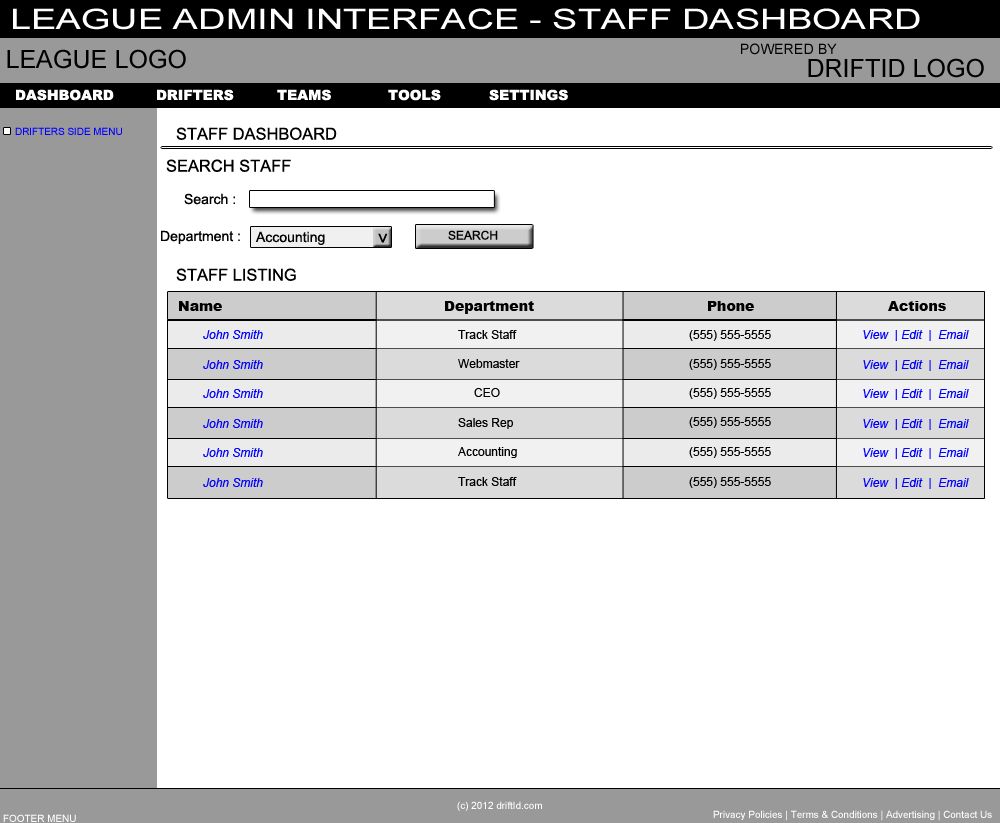 LEAGUE ADMIN INTERFACE - STAFF DASHBOARD
LEAGUE LOGO
POWERED BY
DRIFTID LOGO
DASHBOARD DRIFTERS TEAMS TOOLS SETTINGS
DRIFTERS SIDE MENU
STAFF DASHBOARD
SEARCH STAFF
Search :
Department : Accounting V SEARCH
STAFF LISTING
Name Department Phone Actions
John Smith Track Staff (555) 555-5555 View | Edit | Email
John Smith Webmaster (555) 555-5555 View | Edit | Email
John Smith CEO (555) 555-5555 View | Edit | Email
John Smith Sales Rep (555) 555-5555 View | Edit | Email
John Smith Accounting (555) 555-5555 View | Edit | Email
John Smith Track Staff (555) 555-5555 View | Edit | Email
(c) 2012 driftId.com
FOOTER MENU
Privacy Policies | Terms & Conditions | Advertising | Contact Us